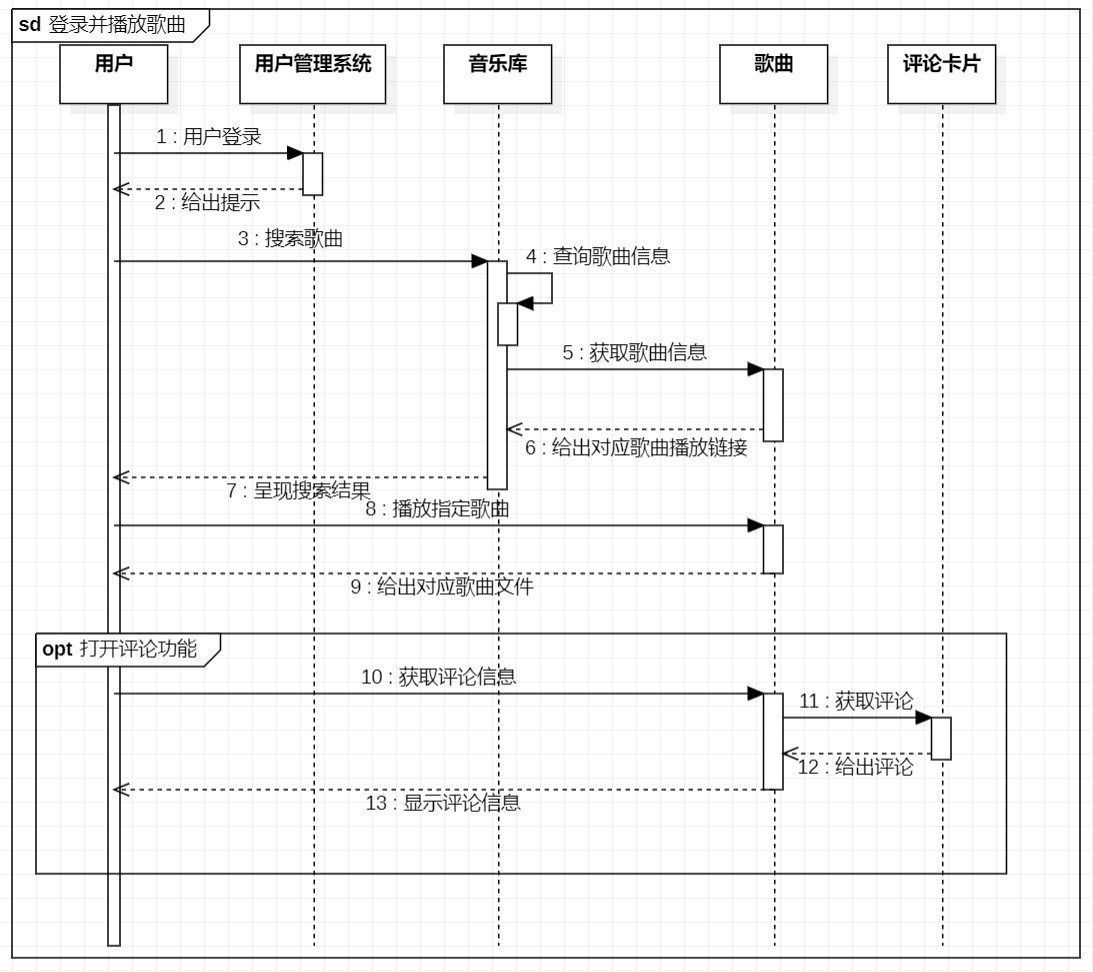 sd 登录并播放歌曲
用户
用户管理系统
音乐库
歌曲
评论卡片
1 : 用户登录
2 : 给出提示
3 : 搜索歌曲
4 : 查询歌曲信息
5 : 获取歌曲信息
6 : 给出对应歌曲播放链接
7 : 呈现搜索结果
8 : 播放指定歌曲
9 : 给出对应歌曲文件
opt 打开评论功能
10 : 获取评论信息
11 : 获取评论
12 : 给出评论
13 : 显示评论信息